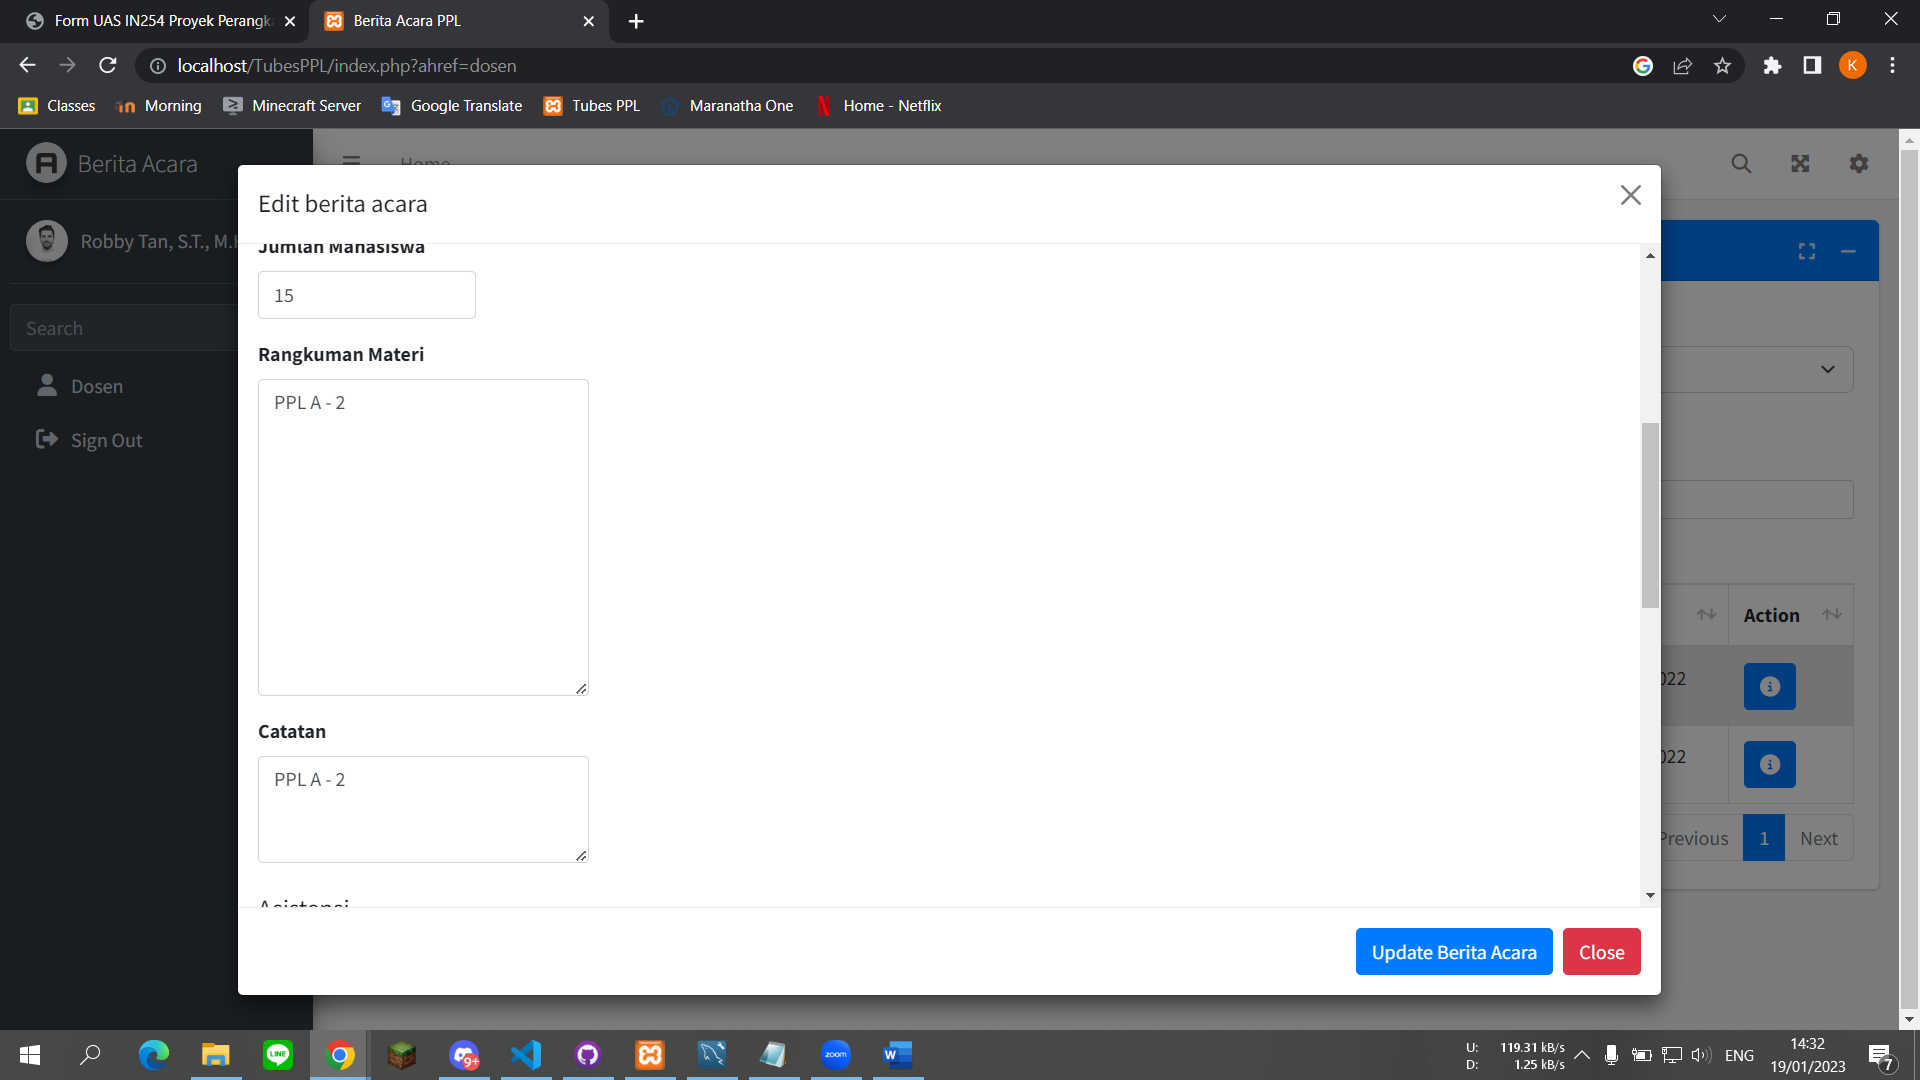 Form UAS IN254 Proyek Perangk
Berita Acara PPL
localhost/TubesPPL/index.php?ahref=dosen
K
Classes
Morning
Minecraft Server
Google Translate
Tubes PPL
Maranatha One
Home - Netflix
Berita Acara
Home
Robby Tan, S.T., M.K
Search
Dosen
Sign Out
Edit berita acara
Jumlah Mahasiswa
15
Rangkuman Materi
PPL A - 2
Catatan
PPL A - 2
Asistensi
Update Berita Acara
Close
Action
022
022
Previous
1
Next
LINE
9+
zoom
W
U: 119.31 kB/s
D: 1.25 kB/s
ENG
14:32
19/01/2023
7